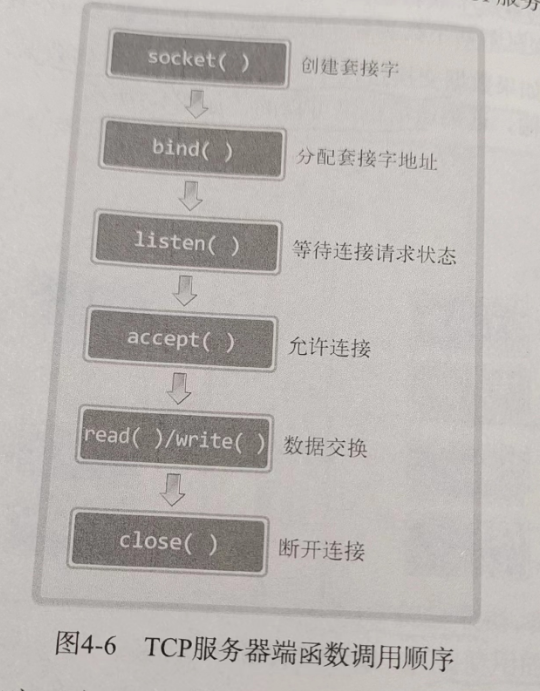 socket( ) 创建套接字
bind( ) 分配套接字地址
listen( ) 等待连接请求状态
accept( ) 允许连接
read( )/write( ) 数据交换
close( ) 断开连接
图4-6 TCP服务器端函数调用顺序